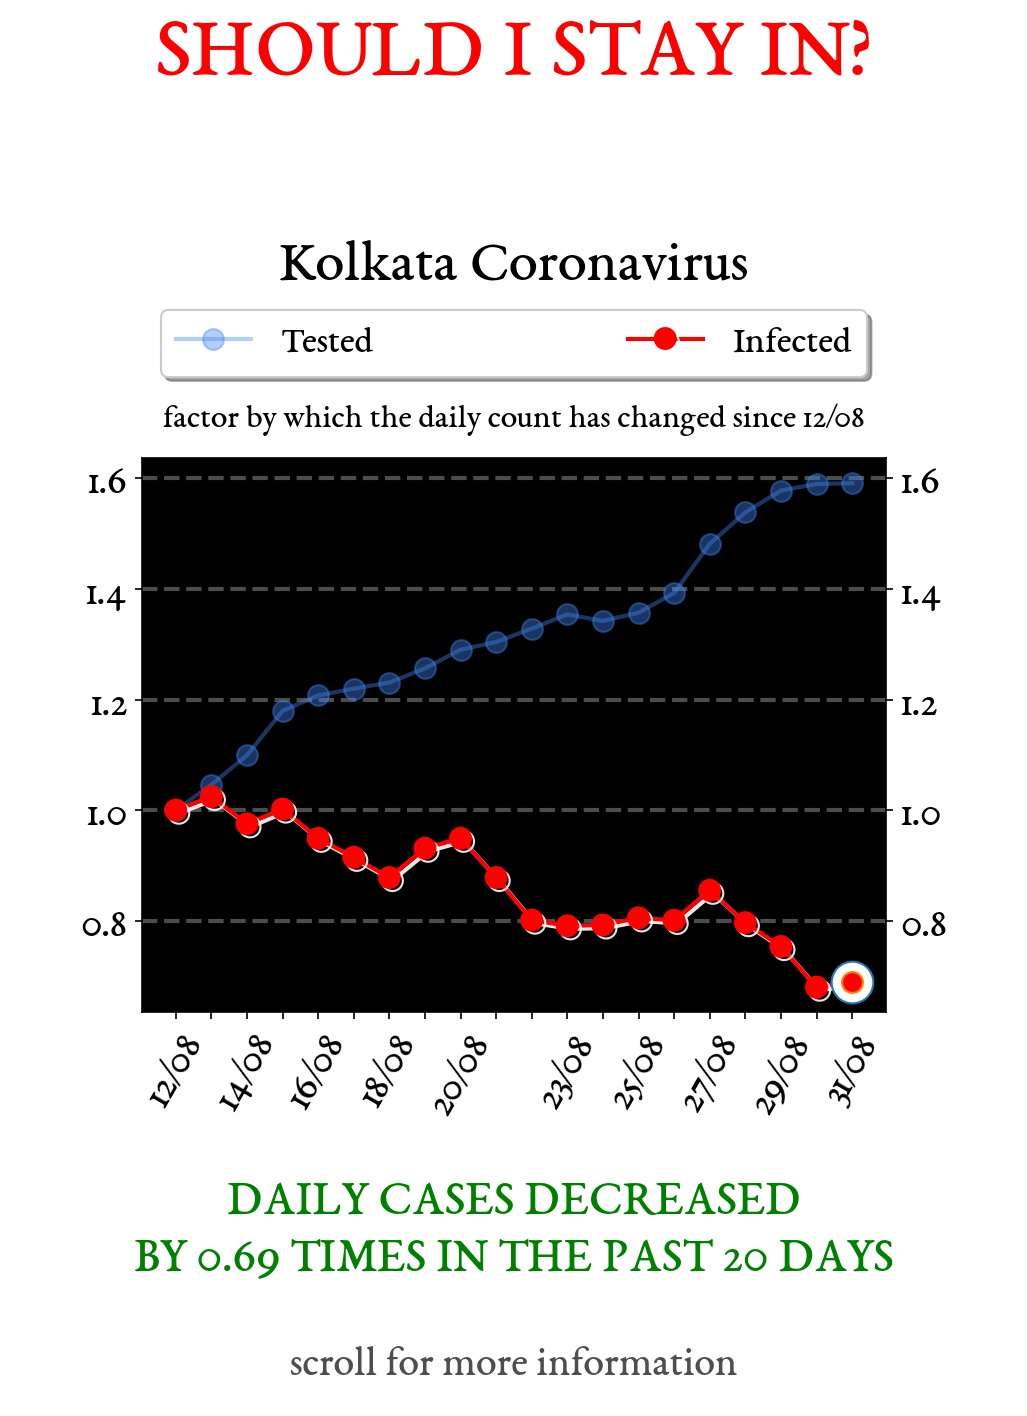 SHOULD I STAY IN?
Kolkata Coronavirus
Tested Infected
factor by which the daily count has changed since 12/08
1.6 1.6
1.4 1.4
1.2 1.2
1.0 1.0
0.8 0.8
12/08 14/08 16/08 18/08 20/08 23/08 25/08 27/08 29/08 31/08
DAILY CASES DECREASED
BY 0.69 TIMES IN THE PAST 20 DAYS
scroll for more information